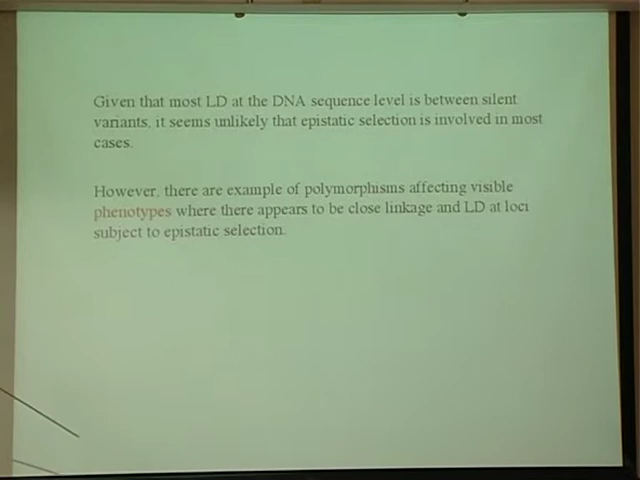 Given that most LD at the DNA sequence level is between silent
variants, it seems unlikely that epistatic selection is involved in most
cases.
However, there are example of polymorphisms affecting visible
phenotypes where there appears to be close linkage and LD at loci
subject to epistatic selection.